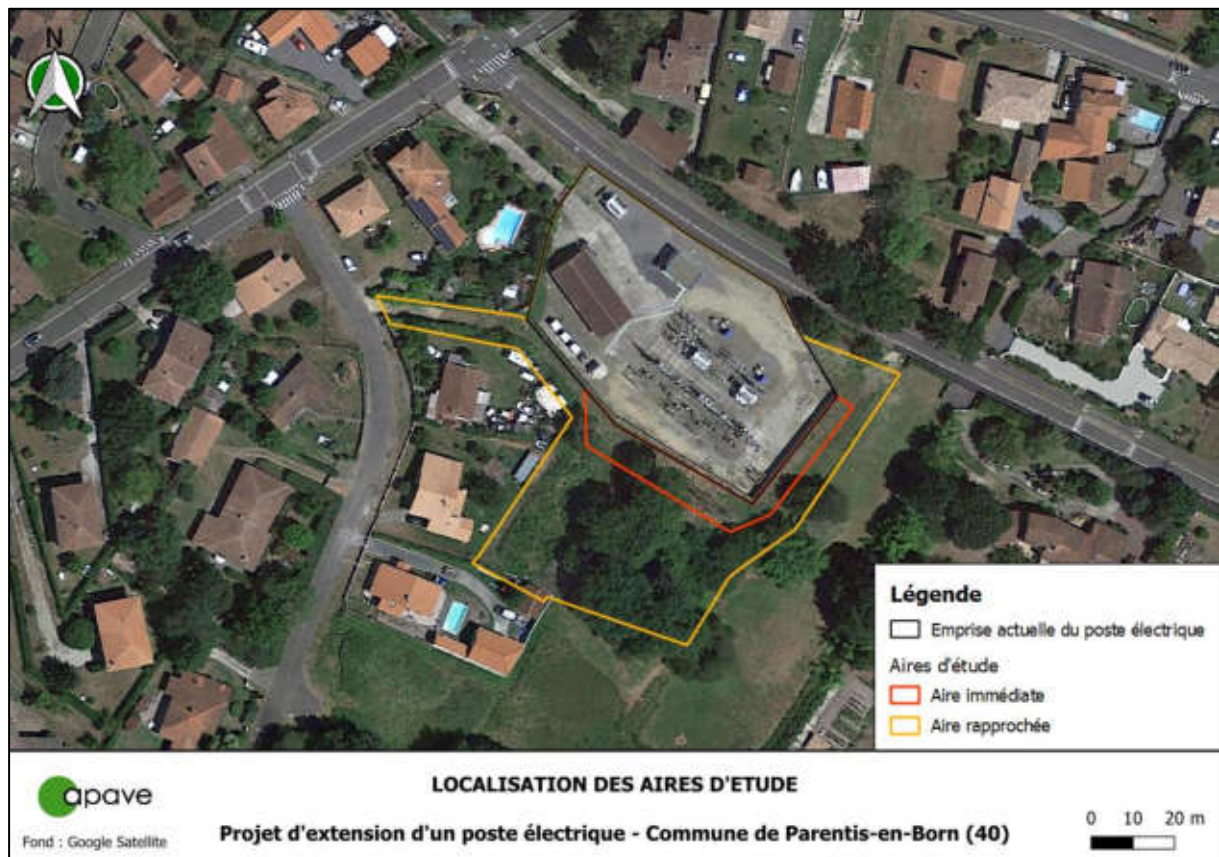 N
Légende
Emprise actuelle du poste électrique
Aires d'étude
Aire immédiate
Aire rapprochée
apave
Fond : Google Satellite
LOCALISATION DES AIRES D'ETUDE
Projet d'extension d'un poste électrique - Commune de Parentis-en-Born (40)
0 10 20 m